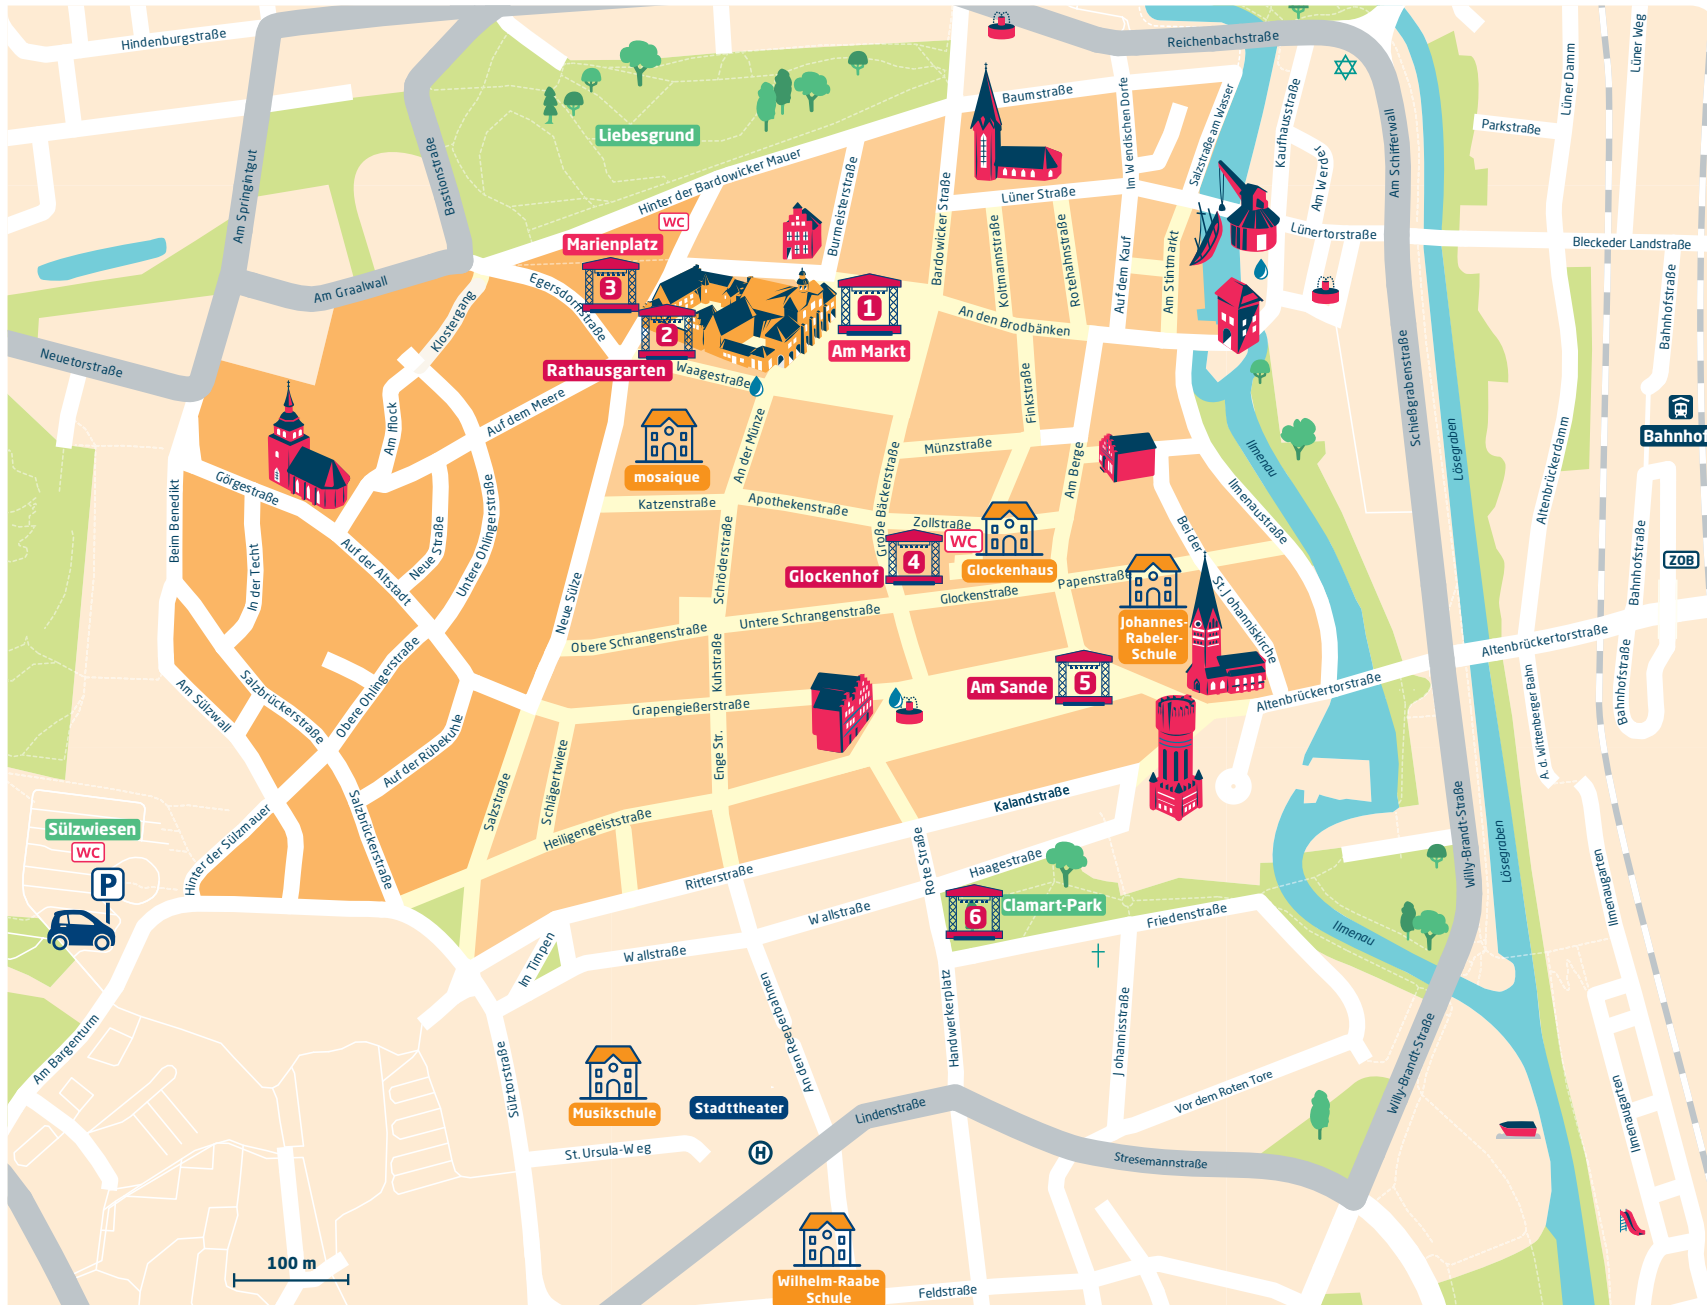 Hindenburgstraße
Reichenbachstraße
Lüner Weg
Lüner Damm
Am Springintgut
Bastionstraße
Liebesgrund
Hinter der Bardowicker Mauer
Burmeisterstraße
Bardowicker Straße
Baumstraße
Im Wendischen Dorfe
Salzstraße am Wasser
Kaufhausstraße
Am Werder
Am Schifferwall
Parkstraße
Lüner Straße
Lünertorstraße
Bleckeder Landstraße
WC
Marienplatz
3
Egersdorffstraße
2
Rathausgarten
1
Am Markt
Waagestraße
Koltmannstraße
Rotehahnstraße
Auf dem Kauf
Am Stintmarkt
An den Brodbänken
Am Graalwall
Klostergang
Neuetorstraße
Am Iflock
Auf dem Meere
mosaique
An der Münze
Finkstraße
Münzstraße
Am Berge
Große Bäckerstraße
Ilmenau
Ilmenaustraße
Schießgrabenstraße
Lösegraben
Altenbrückerdamm
Bahnhofstraße
Bahnhof
ZOB
Bahnhofstraße
Bahnhofstraße
Görgestraße
Beim Benedikt
In der Techt
Auf der Altstadt
Neue Straße
Untere Ohlingerstraße
Neue Sülze
Katzenstraße
Apothekenstraße
Schröderstraße
Zollstraße
WC
4
Glockenhof
Glockenhaus
Glockenstraße
Papenstraße
Bei der
St. Johanniskirche
Johannes-
Rabeler-
Schule
Obere Schrangenstraße
Untere Schrangenstraße
Kuhstraße
Grapengießerstraße
Enge Str.
Am Sande
5
Altenbrückertorstraße
Altenbrückertorstraße
A. d. Wittenberger Bahn
Am Sülzwall
Salzbrückerstraße
Obere Ohlingerstraße
Auf der Rübekuhle
Salzbrückerstraße
Hinter der Sülzmauer
Salzstraße
Schlägertwiete
Heiligengeiststraße
Kalandstraße
Ritterstraße
Rote Straße
Haagestraße
6
Clamart-Park
Friedenstraße
Wallstraße
Wallstraße
Im Timpen
Sülzwiesen
WC
P
Am Bargenturm
Willy-Brandt-Straße
Lösegraben
Ilmenau
Ilmenaugarten
Ilmenaugarten
Willy-Brandt-Straße
Sülztorstraße
An den Reeperbahnen
Handwerkerplatz
Johannisstraße
Vor dem Roten Tore
Musikschule
Stadttheater
H
St. Ursula-Weg
Lindenstraße
Stresemannstraße
100 m
Wilhelm-Raabe
Schule
Feldstraße